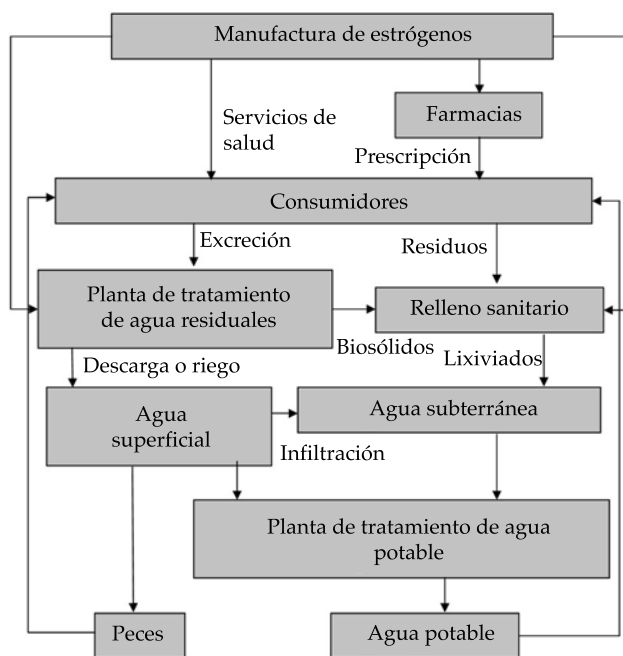 Manufactura de estrógenos
Servicios de
salud
Farmacias
Prescripción
Consumidores
Excreción
Residuos
Planta de tratamiento
de agua residuales
Relleno sanitario
Biosólidos
Lixiviados
Descarga o riego
Agua
superficial
Agua subterránea
Infiltración
Planta de tratamiento de agua
potable
Peces
Agua potable